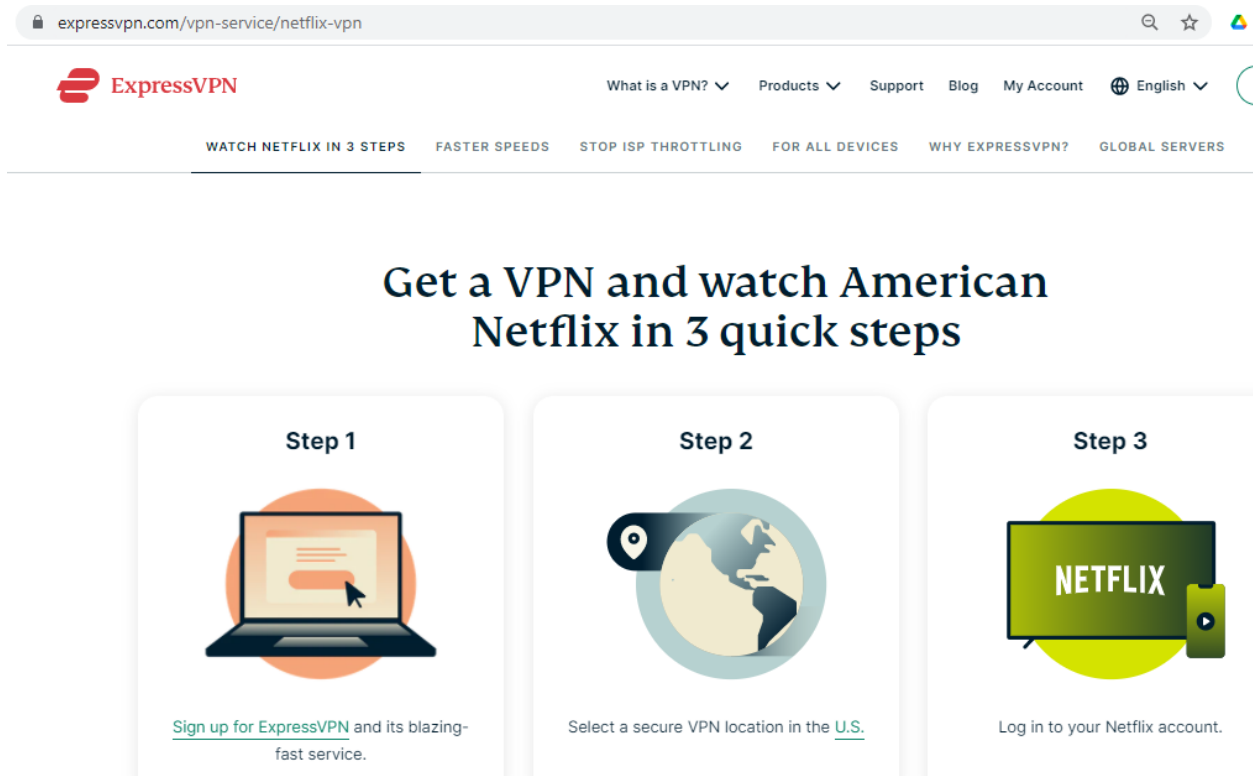 expressvpn.com/vpn-service/netflix-vpn
ExpressVPN
What is a VPN? Products Support Blog My Account English
WATCH NETFLIX IN 3 STEPS FASTER SPEEDS STOP ISP THROTTLING FOR ALL DEVICES WHY EXPRESSVPN? GLOBAL SERVERS
Get a VPN and watch American
Netflix in 3 quick steps
Step 1
Sign up for ExpressVPN and its blazing-
fast service.
Step 2
Select a secure VPN location in the U.S.
Step 3
NETFLIX
Log in to your Netflix account.